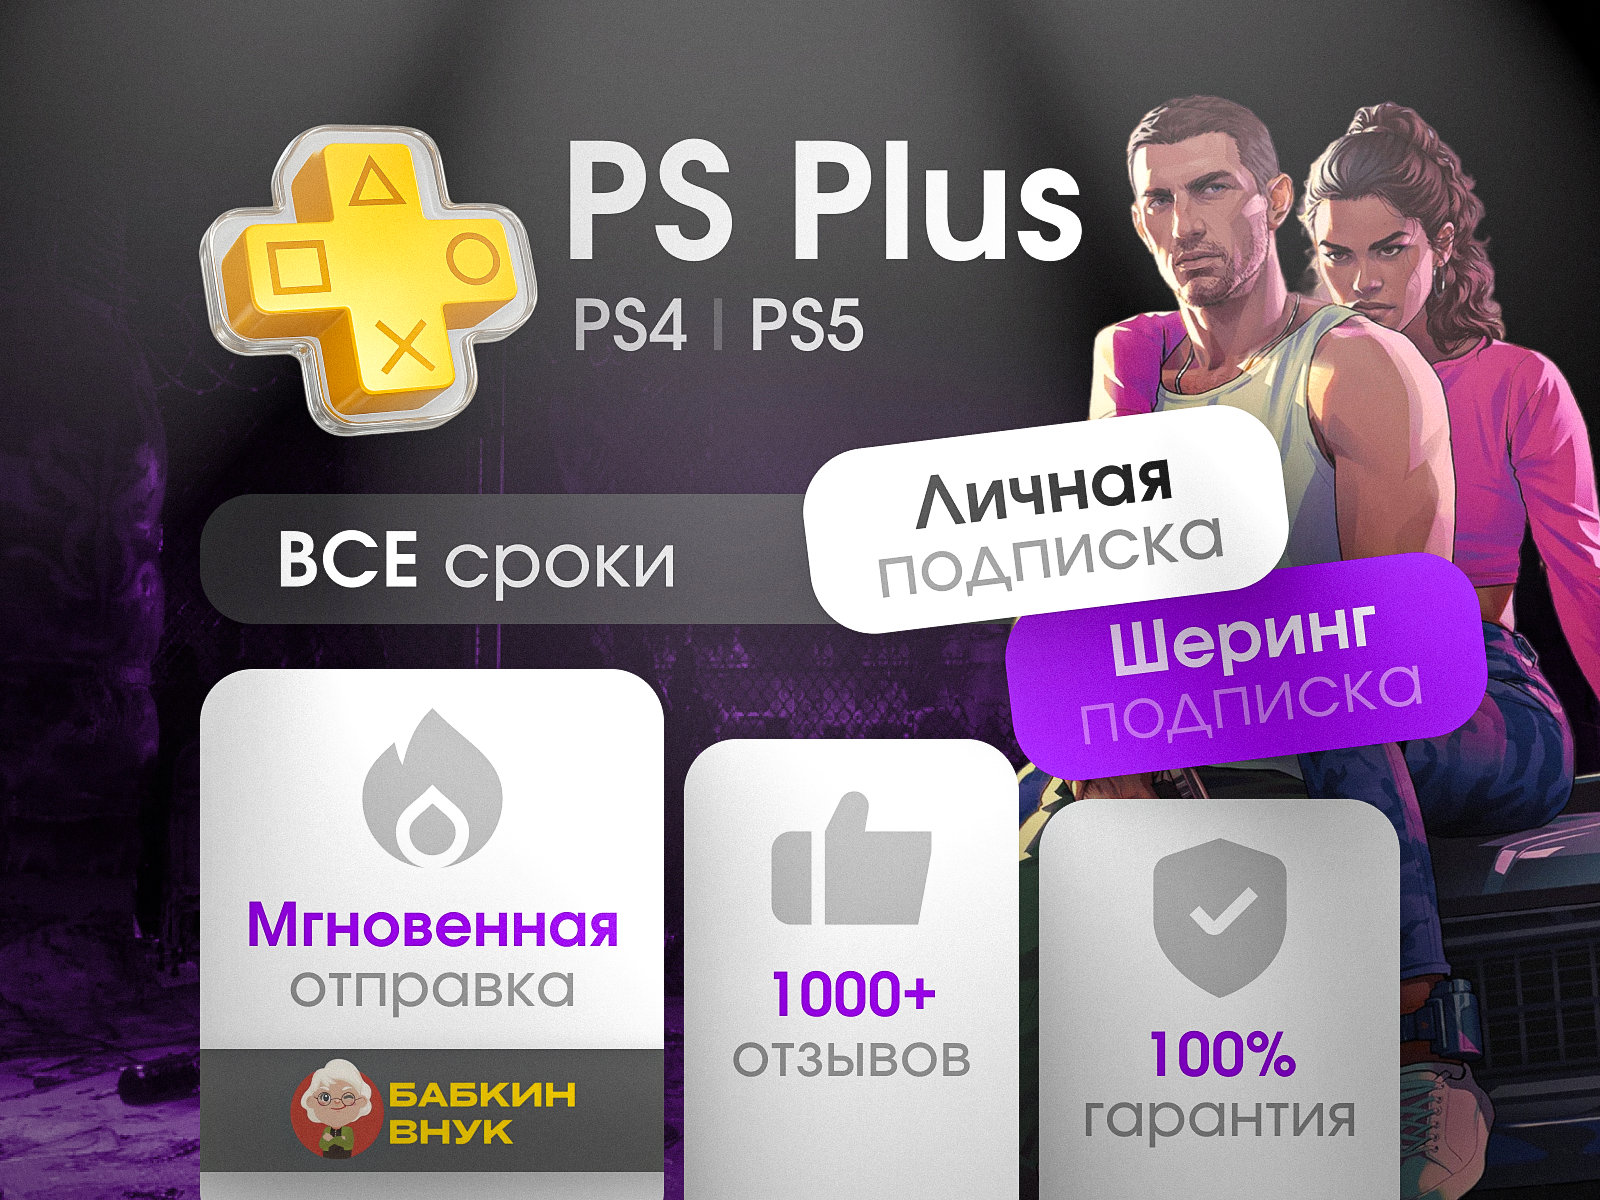 PS Plus
PS4 | PS5
ВСЕ сроки
Личная
подписка
Шеринг
подписка
Мгновенная
отправка
БАБКИН
ВНУК
1000+
отзывов
100%
гарантия